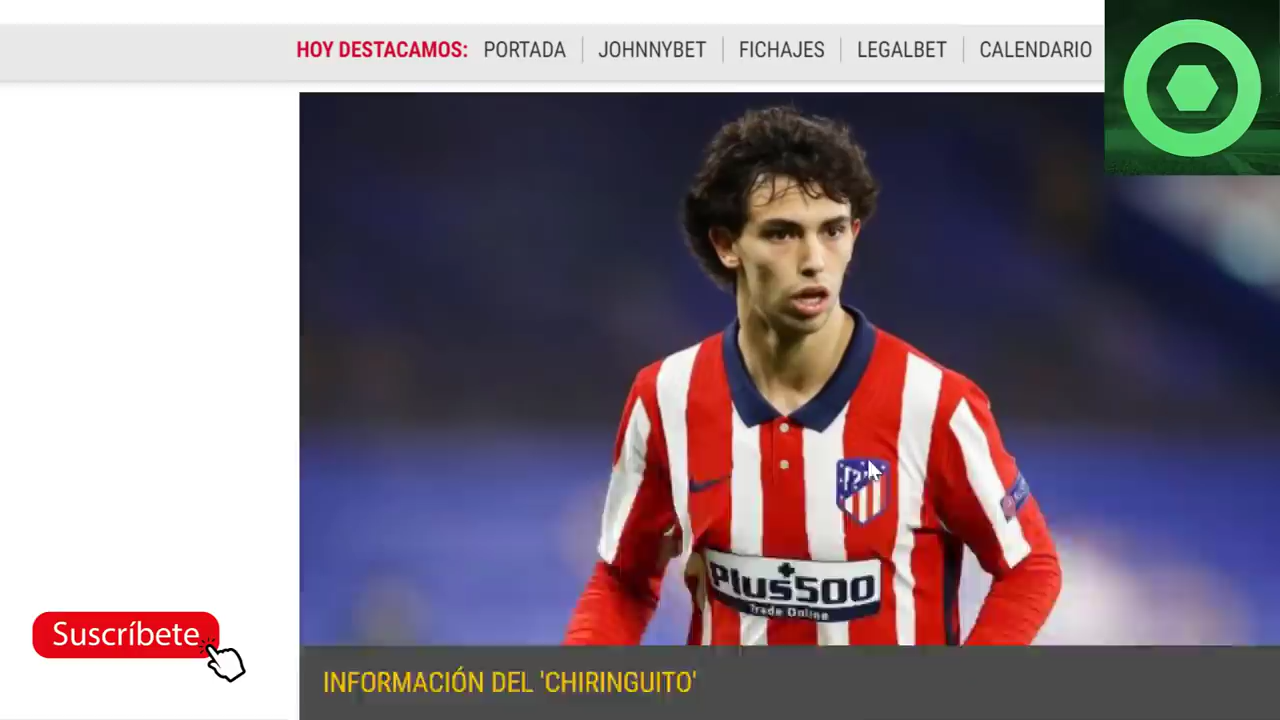 HOY DESTACAMOS: PORTADA JOHNNYBET FICHAJES LEGALBET CALENDARIO
Plus500
Trade Online
Suscríbete
INFORMACIÓN DEL 'CHIRINGUITO'